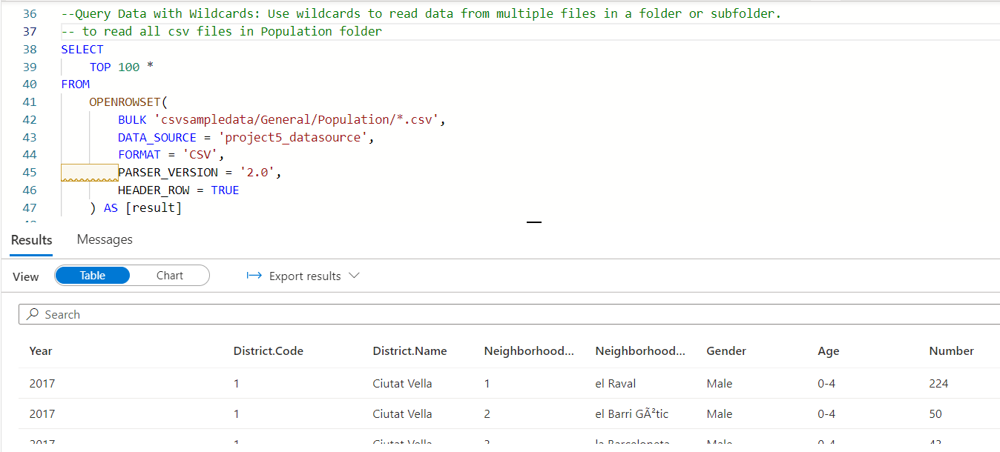 36 --Query Data with Wildcards: Use wildcards to read data from multiple files in a folder or subfolder.
37 -- to read all csv files in Population folder
38 SELECT
39 TOP 100 *
40 FROM
41 OPENROWSET(
42 BULK 'csvsampledata/General/Population/*.csv',
43 DATA_SOURCE = 'project5_datasource',
44 FORMAT = 'CSV',
45 PARSER_VERSION = '2.0',
46 HEADER_ROW = TRUE
47 ) AS [result]
Results Messages
View Table Chart Export results
Search
Year District.Code District.Name Neighborhood... Neighborhood... Gender Age Number
2017 1 Ciutat Vella 1 el Raval Male 0-4 224
2017 1 Ciutat Vella 2 el Barri GÃ²tic Male 0-4 50
2017 1 Ciutat Vella 3 la Barceloneta Male 0-4